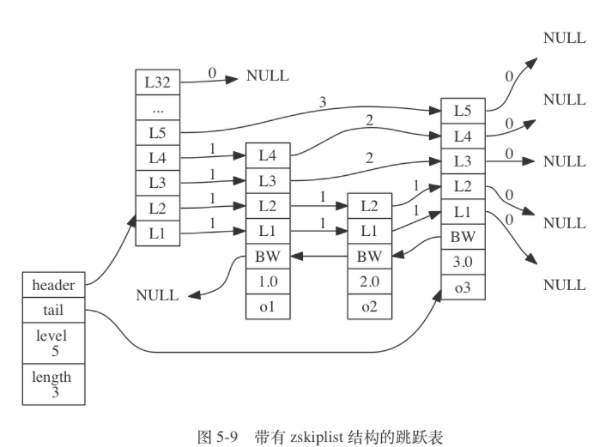 NULL
L32 0 NULL
... 3 L5 0
L5 2 L4 0 NULL
L4 1 L4
L3 1 L3 2 L3 0 NULL
L2 1 L2 1 L2 1 L2 0
L1 1 L1 1 L1 1 L1 0 NULL
BW BW BW
header NULL 1.0 2.0 3.0 NULL
tail o1 o2 o3
level
5
length
3
图 5-9 带有 zskiplist 结构的跳跃表